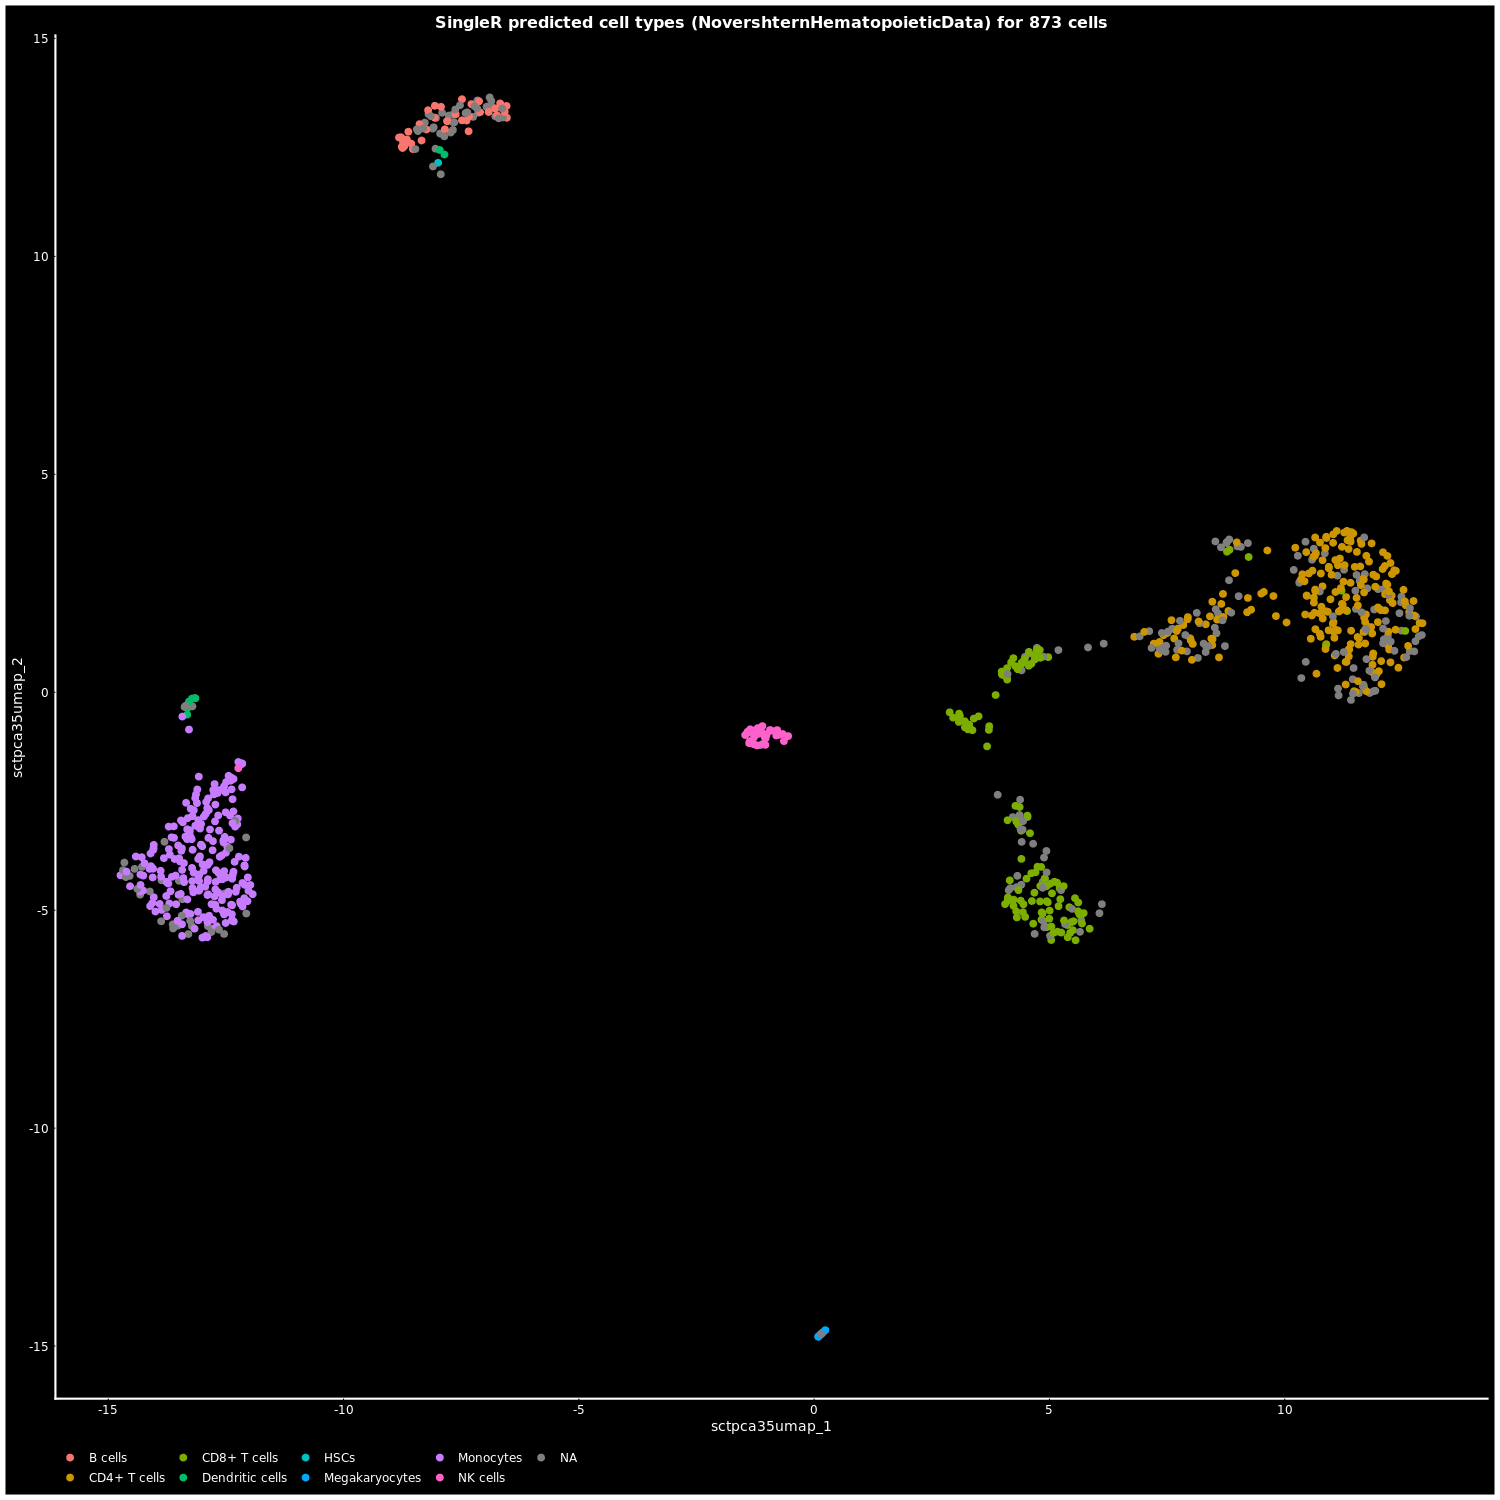 SingleR predicted cell types (NovershternHematopoieticData) for 873 cells
15
10
5
0
-5
-10
-15
sctpca35umap_2
-15
-10
-5
0
5
10
sctpca35umap_1
B cells
CD8+ T cells
HSCs
Monocytes
NA
CD4+ T cells
Dendritic cells
Megakaryocytes
NK cells